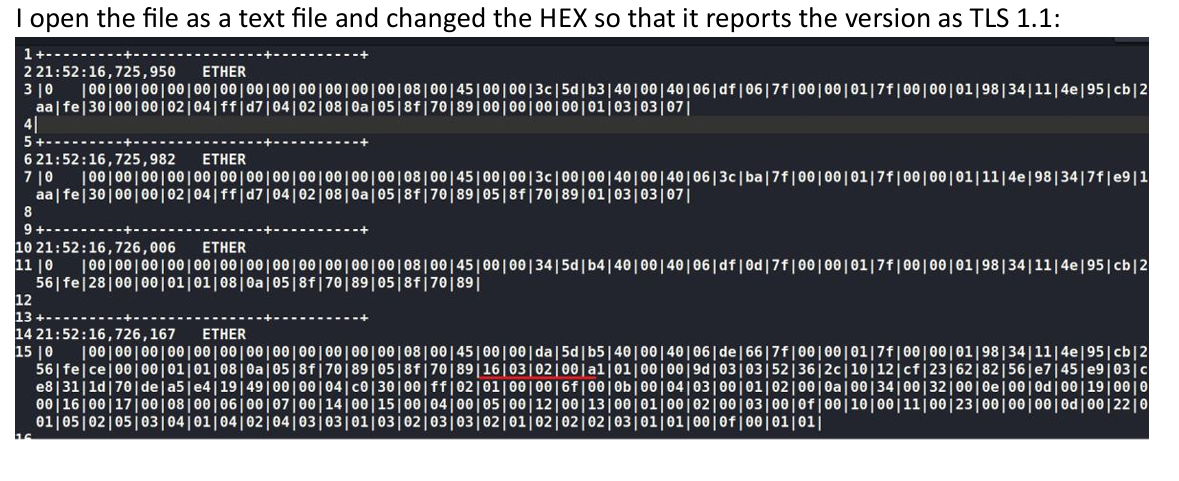 I open the file as a text file and changed the HEX so that it reports the version as TLS 1.1:
1 +---------+---------------+----------+
2 21:52:16,725,950   ETHER
3 |0   |00|00|00|00|00|00|00|00|00|00|00|00|08|00|45|00|00|3c|5d|b3|40|00|40|06|df|06|7f|00|00|01|7f|00|00|01|98|34|11|4e|95|cb|2
aa|fe|30|00|00|02|04|ff|d7|04|02|08|0a|05|8f|70|89|00|00|00|00|01|03|03|07|
4
5 +---------+---------------+----------+
6 21:52:16,725,982   ETHER
7 |0   |00|00|00|00|00|00|00|00|00|00|00|00|08|00|45|00|00|3c|00|00|40|00|40|06|3c|ba|7f|00|00|01|7f|00|00|01|11|4e|98|34|7f|e9|1
aa|fe|30|00|00|02|04|ff|d7|04|02|08|0a|05|8f|70|89|05|8f|70|89|01|03|03|07|
8
9 +---------+---------------+----------+
10 21:52:16,726,006   ETHER
11 |0   |00|00|00|00|00|00|00|00|00|00|00|00|08|00|45|00|00|34|5d|b4|40|00|40|06|df|0d|7f|00|00|01|7f|00|00|01|98|34|11|4e|95|cb|2
56|fe|28|00|00|01|01|08|0a|05|8f|70|89|05|8f|70|89|
12
13 +---------+---------------+----------+
14 21:52:16,726,167   ETHER
15 |0   |00|00|00|00|00|00|00|00|00|00|00|00|08|00|45|00|00|da|5d|b5|40|00|40|06|de|66|7f|00|00|01|7f|00|00|01|98|34|11|4e|95|cb|2
56|fe|ce|00|00|01|01|08|0a|05|8f|70|89|05|8f|70|89|16|03|02|00|a1|01|00|00|9d|03|03|52|36|2c|10|12|cf|23|62|82|56|e7|45|e9|03|c
e8|31|1d|70|de|a5|e4|19|49|00|00|04|c0|30|00|ff|02|01|00|00|6f|00|0b|00|04|03|00|01|02|00|0a|00|34|00|32|00|0e|00|0d|00|19|00|0
00|16|00|17|00|08|00|06|00|07|00|14|00|15|00|04|00|05|00|12|00|13|00|01|00|02|00|03|00|0f|00|10|00|11|00|23|00|00|00|0d|00|22|0
01|05|02|05|03|04|01|04|02|04|03|03|01|03|02|03|03|02|01|02|02|02|03|01|01|00|0f|00|01|01|
16